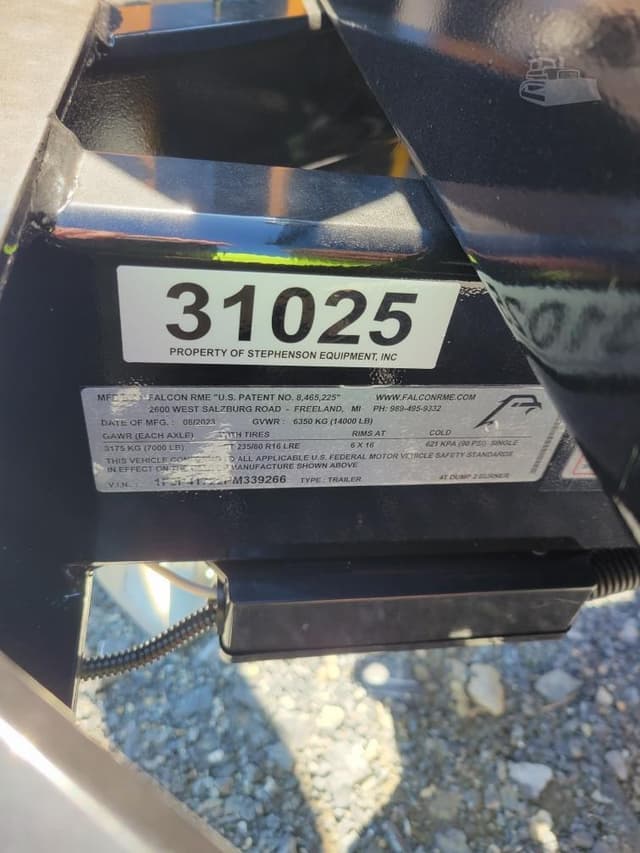 31025
PROPERTY OF STEPHENSON EQUIPMENT, INC
FALCON RME "U.S. PATENT NO. 8,465,225" WWW.FALCONRME.COM
2600 WEST SALZBURG ROAD - FREELAND, MI PH: 989-495-9332
DATE OF MFG. : 08/2023 GVWR : 6350 KG (14000 LB)
GAWR (EACH AXLE) WITH TIRES RIMS AT COLD
3175 KG (7000 LB) ST 235/80 R16 LRE 6 X 16 621 KPA (90 PSI) SINGLE
THIS VEHICLE TO ALL APPLICABLE U.S. FEDERAL MOTOR VEHICLE SAFETY STANDARDS
IN EFFECT ON THE MANUFACTURE SHOWN ABOVE
V.I.N. : TYPE : TRAILER 4T DUMP 2 BURNER